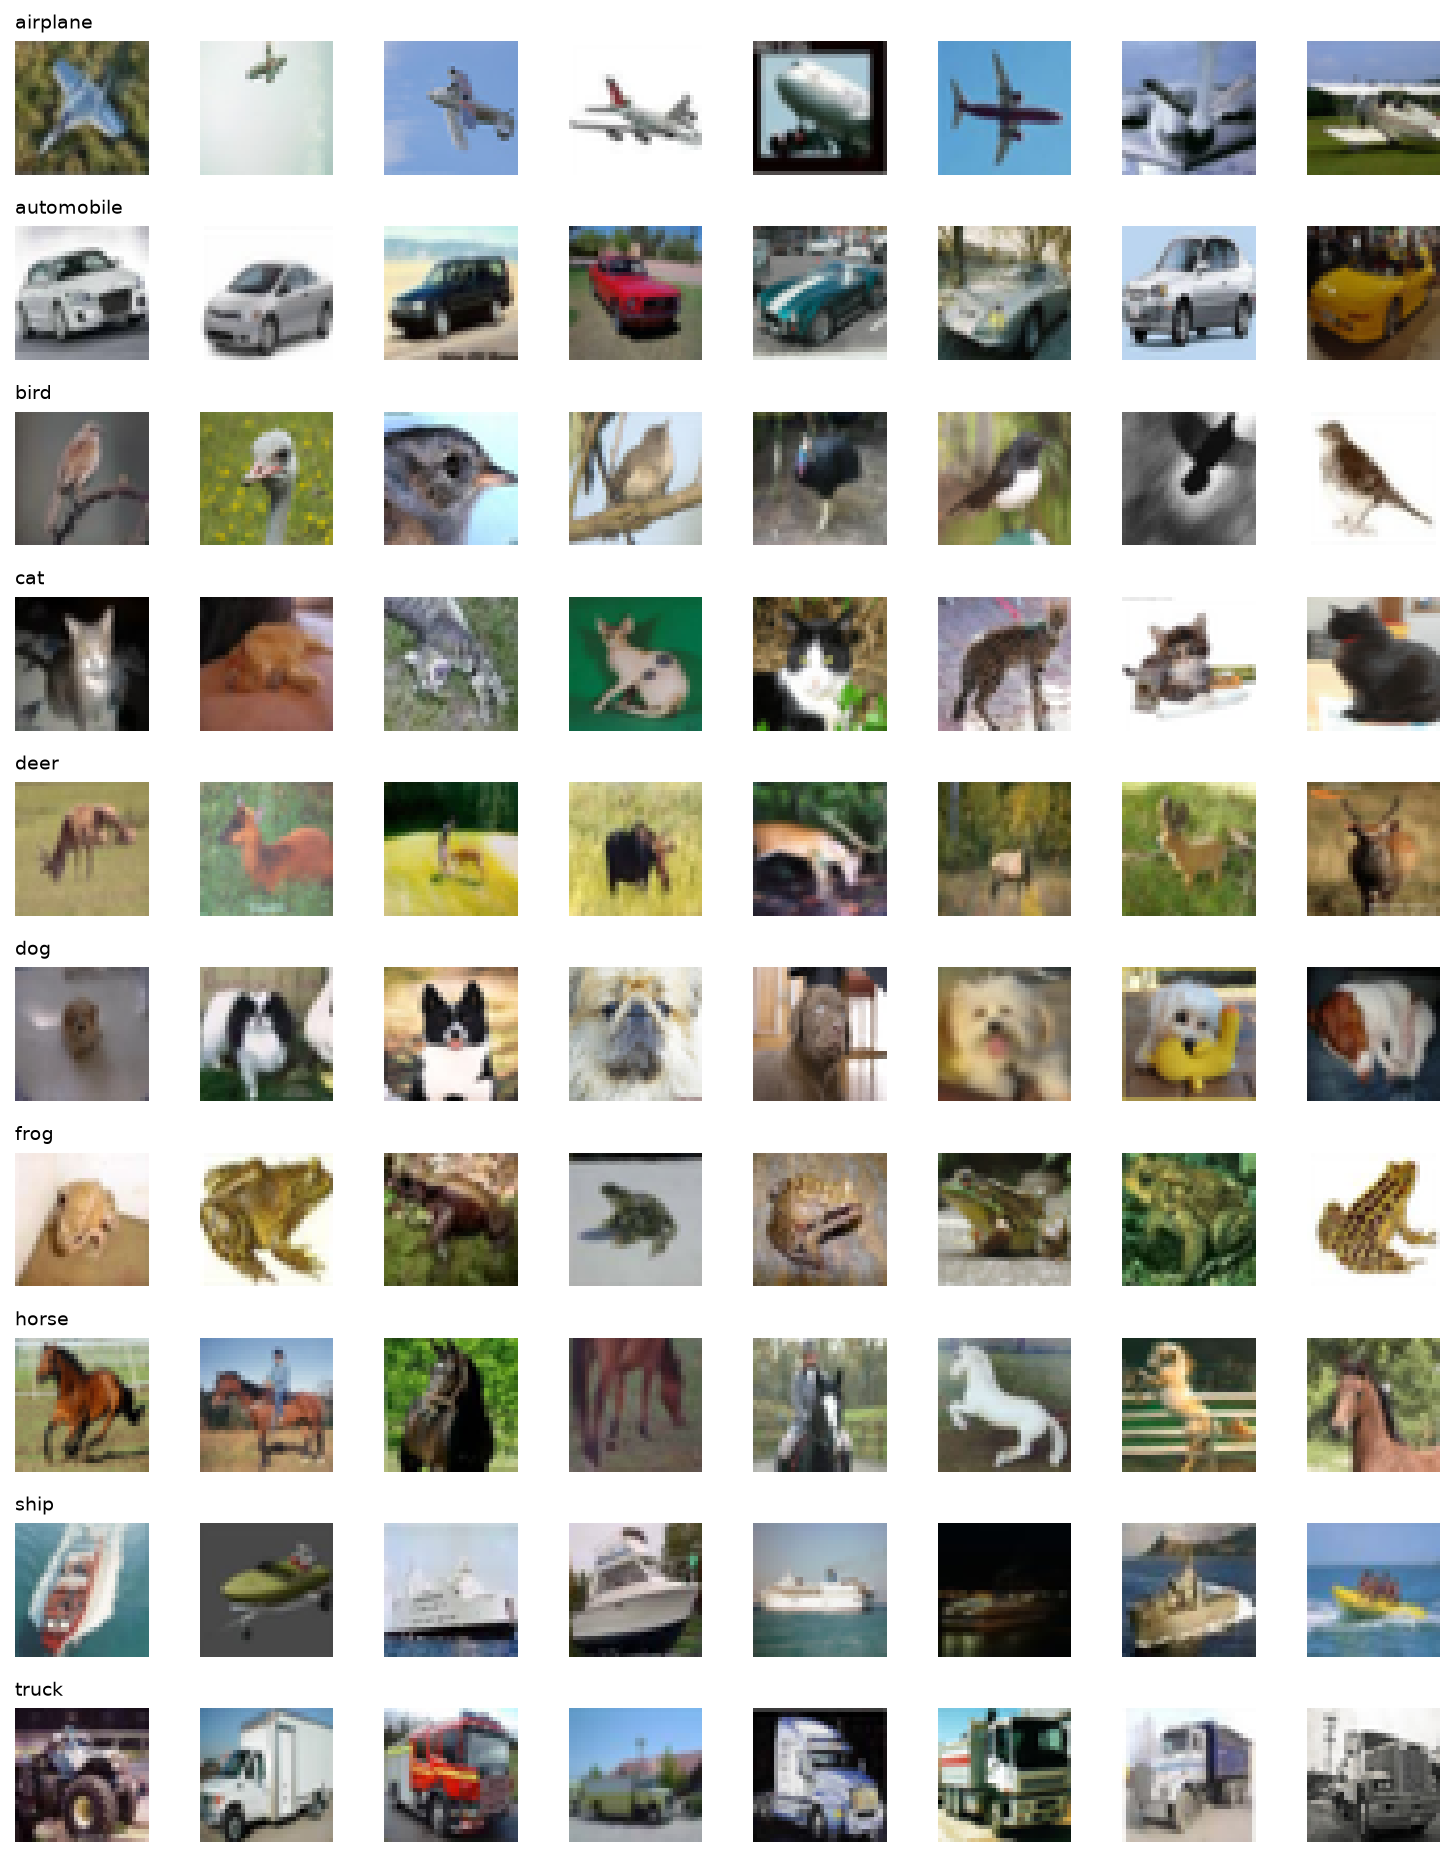 airplane
automobile
bird
cat
deer
dog
frog
horse
ship
truck